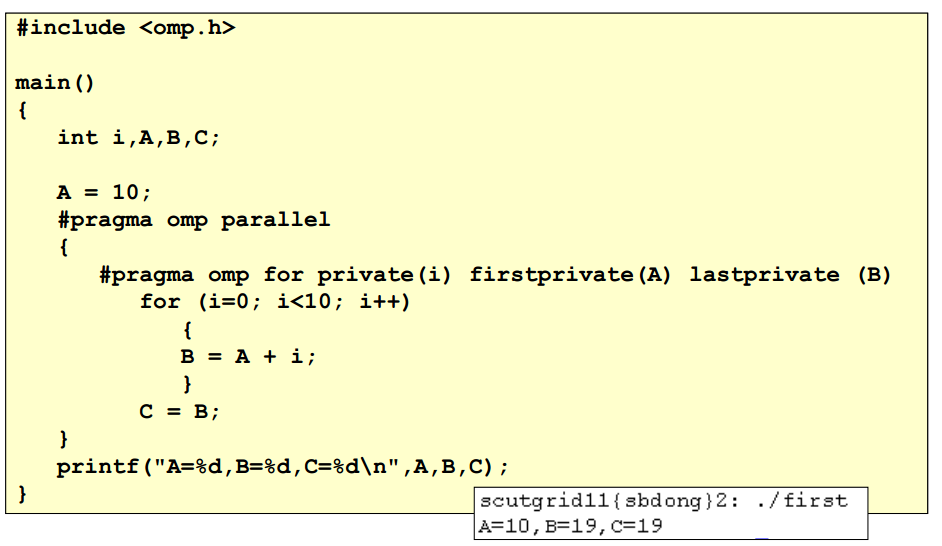 #include <omp.h>
main()
{
int i,A,B,C;
A = 10;
#pragma omp parallel
{
#pragma omp for private(i) firstprivate(A) lastprivate (B)
for (i=0; i<10; i++)
{
B = A + i;
}
C = B;
}
printf("A=%d,B=%d,C=%d\n",A,B,C);
}
scutgrid11{sbdong}2: ./first
A=10,B=19,C=19